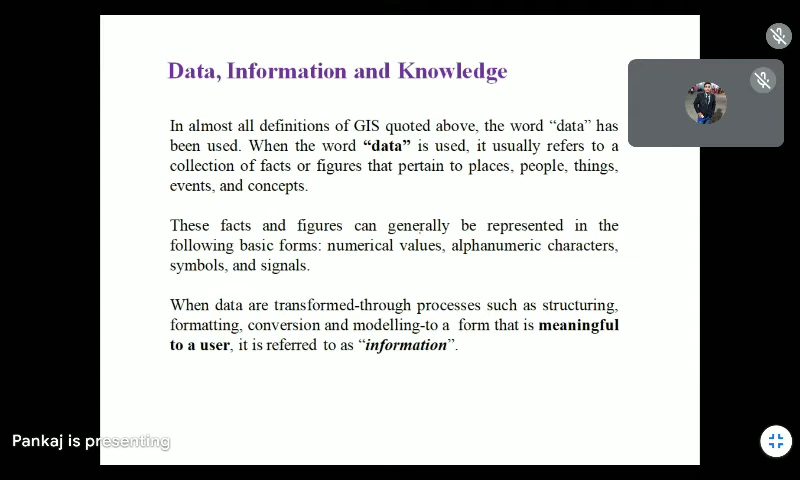 Data, Information and Knowledge
In almost all definitions of GIS quoted above, the word “data” has
been used. When the word “data” is used, it usually refers to a
collection of facts or figures that pertain to places, people, things,
events, and concepts.
These facts and figures can generally be represented in the
following basic forms: numerical values, alphanumeric characters,
symbols, and signals.
When data are transformed-through processes such as structuring,
formatting, conversion and modelling-to a form that is meaningful
to a user, it is referred to as “information”.
Pankaj is presenting